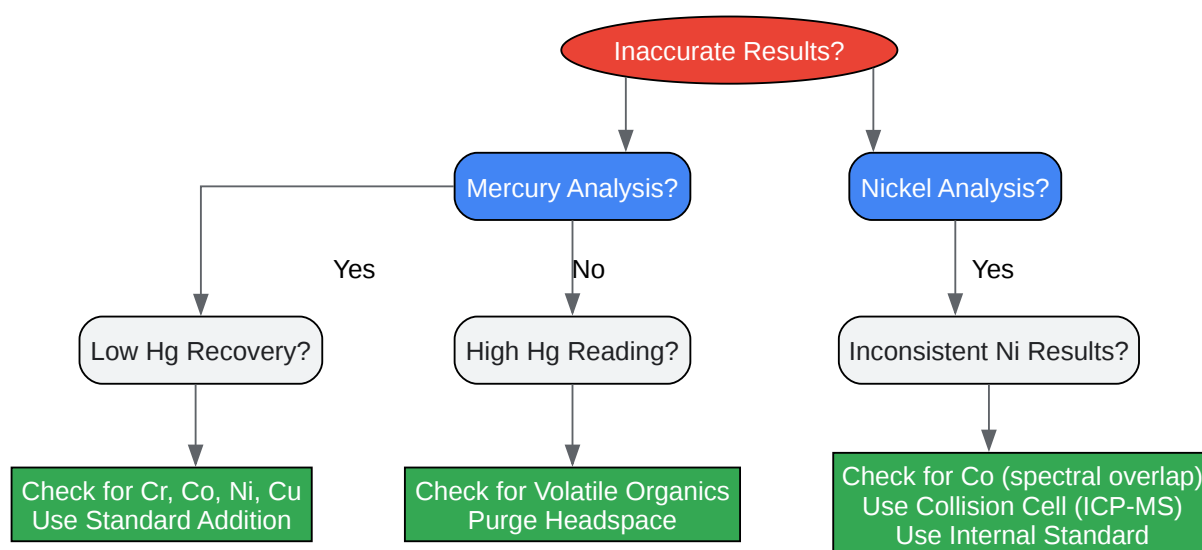 Inaccurate Results?
Mercury Analysis?
Nickel Analysis?
Yes
No
Yes
Low Hg Recovery?
High Hg Reading?
Inconsistent Ni Results?
Check for Cr, Co, Ni, Cu
Use Standard Addition
Check for Volatile Organics
Purge Headspace
Check for Co (spectral overlap)
Use Collision Cell (ICP-MS)
Use Internal Standard